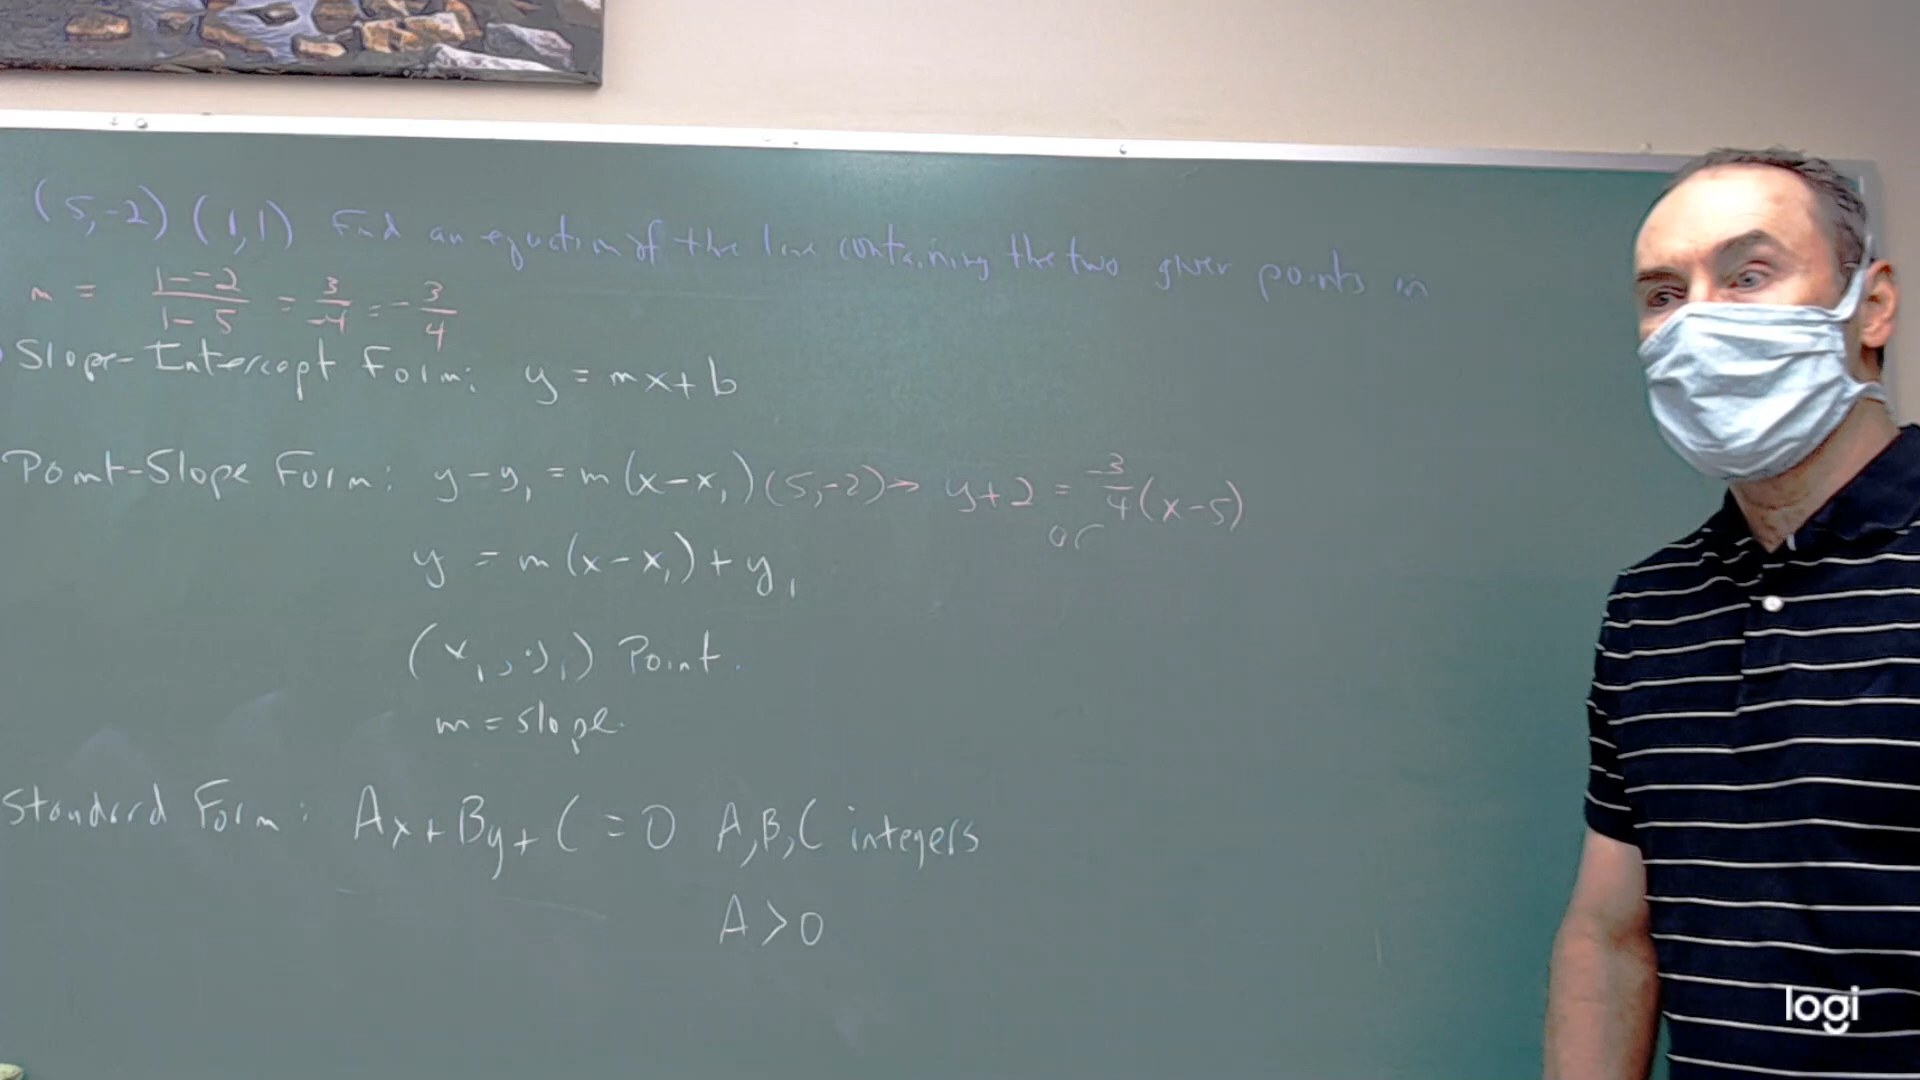 (5,-2) (1,1) Find an equation of the line containing the two given points in
m = 1--2 / 1-5 = 3/-4 = -3/4
Slope-Intercept Form: y = mx+b
Point-Slope Form: y-y₁ = m(x-x₁) (5,-2)→ y+2 = -3/4(x-5)
or
y = m(x-x₁)+y₁
(x₁,y₁) Point.
m = slope.
Standard Form: Ax+By+C=0 A,B,C integers
A>0
logi